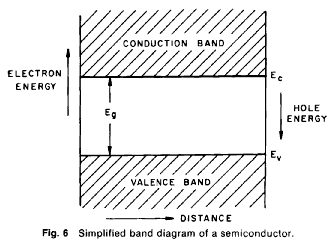 CONDUCTION BAND
ELECTRON
ENERGY
Ec
Eg
HOLE
ENERGY
Ev
VALENCE BAND
DISTANCE
Fig. 6 Simplified band diagram of a semiconductor.